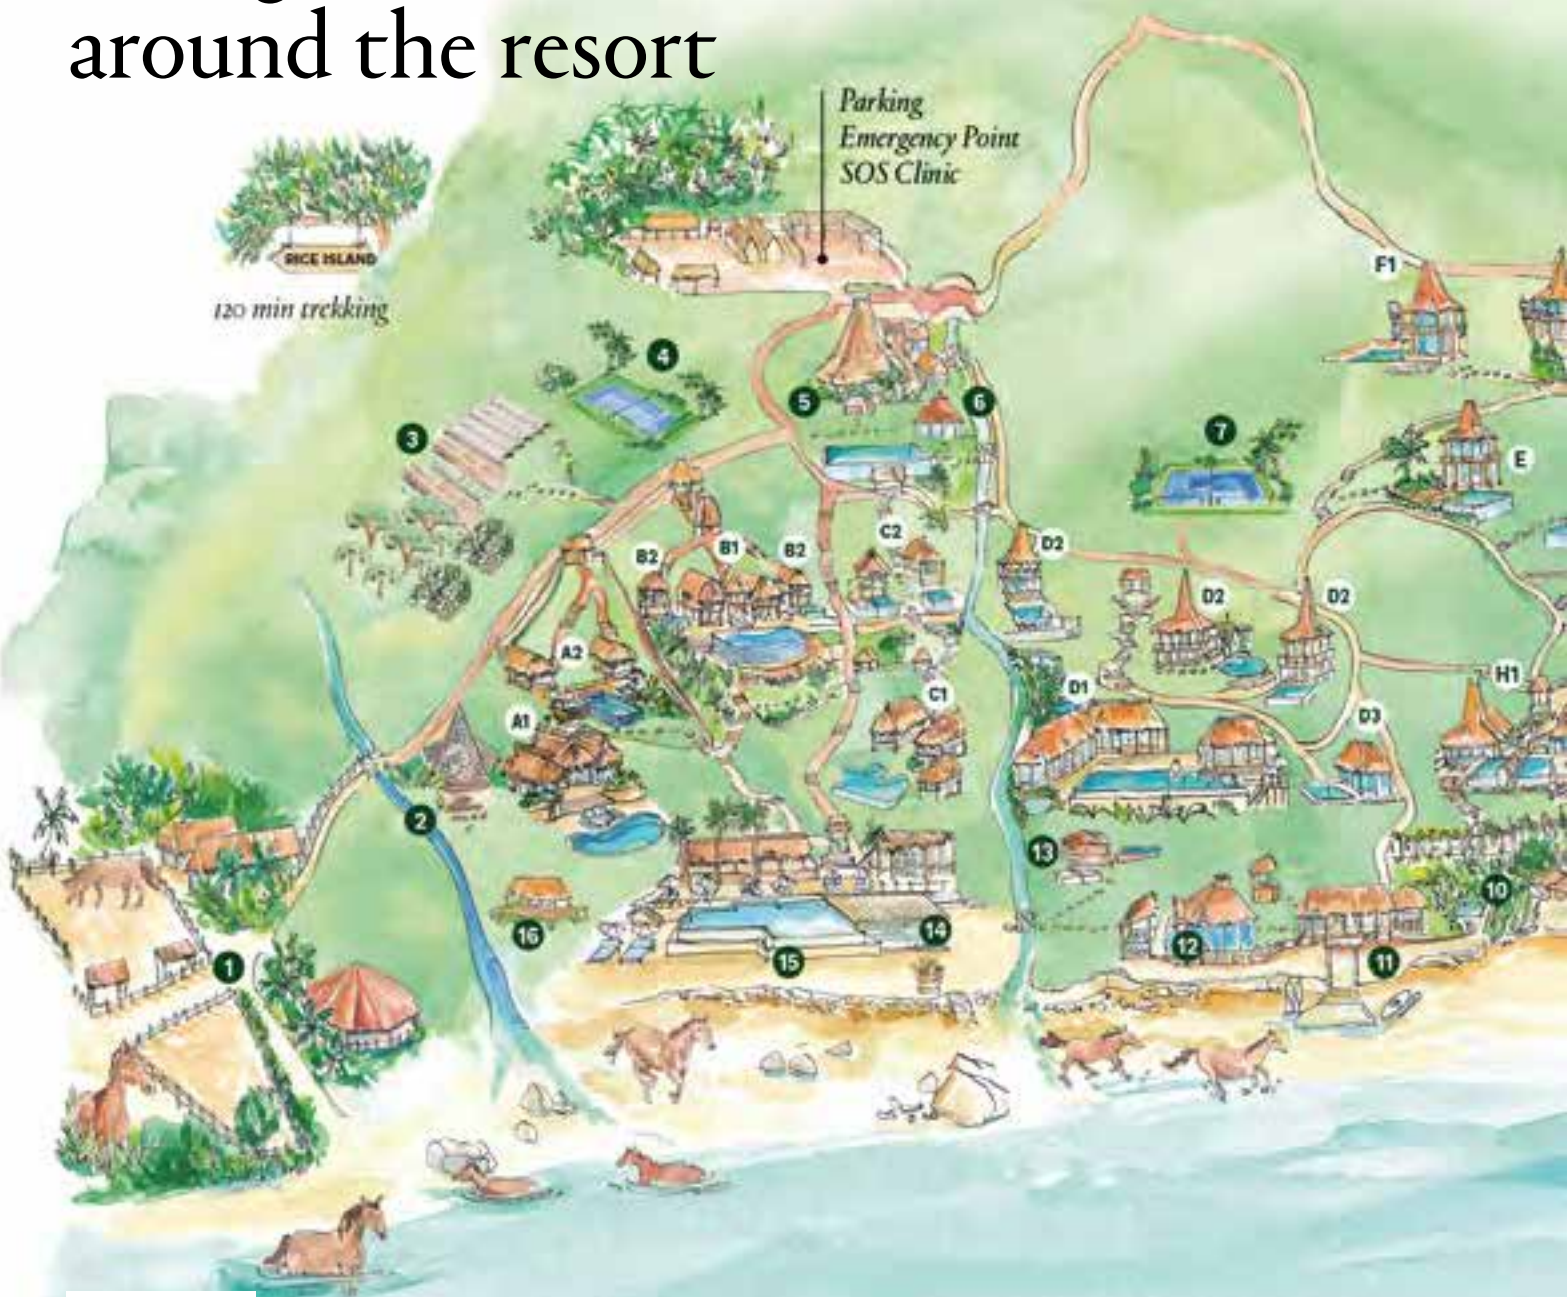 around the resort
Parking
Emergency Point
SOS Clinic
RICE ISLAND
120 min trekking
F1
4
5
6
3
7
E
C2
D2
B2
B1
B2
D2
D2
A2
H1
C1
D1
A1
D3
2
13
10
16
14
12
15
11
1